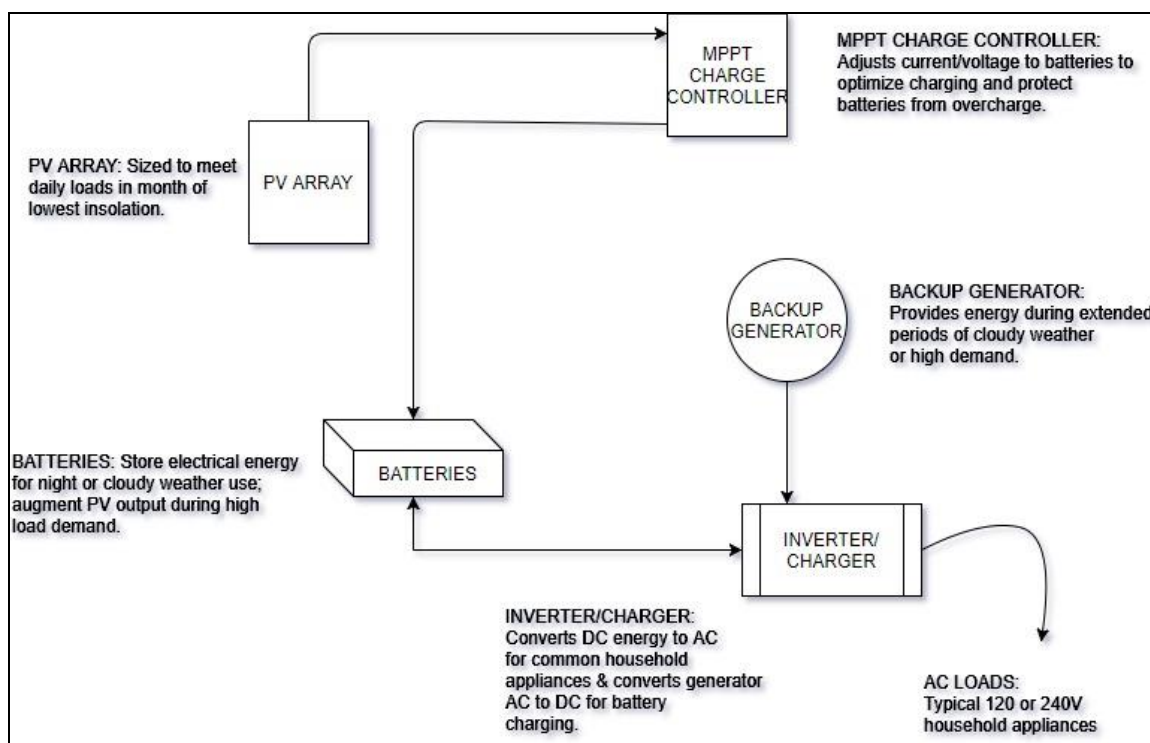 MPPT
CHARGE
CONTROLLER
MPPT CHARGE CONTROLLER:
Adjusts current/voltage to batteries to
optimize charging and protect
batteries from overcharge.
PV ARRAY: Sized to meet
daily loads in month of
lowest insolation.
PV ARRAY
BACKUP
GENERATOR
BACKUP GENERATOR:
Provides energy during extended
periods of cloudy weather
or high demand.
BATTERIES: Store electrical energy
for night or cloudy weather use;
augment PV output during high
load demand.
BATTERIES
INVERTER/
CHARGER
INVERTER/CHARGER:
Converts DC energy to AC
for common household
appliances & converts generator
AC to DC for battery
charging.
AC LOADS:
Typical 120 or 240V
household appliances